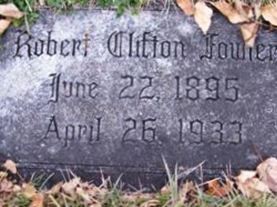 Robert Clifton Fowler
June 22, 1895
April 26, 1933